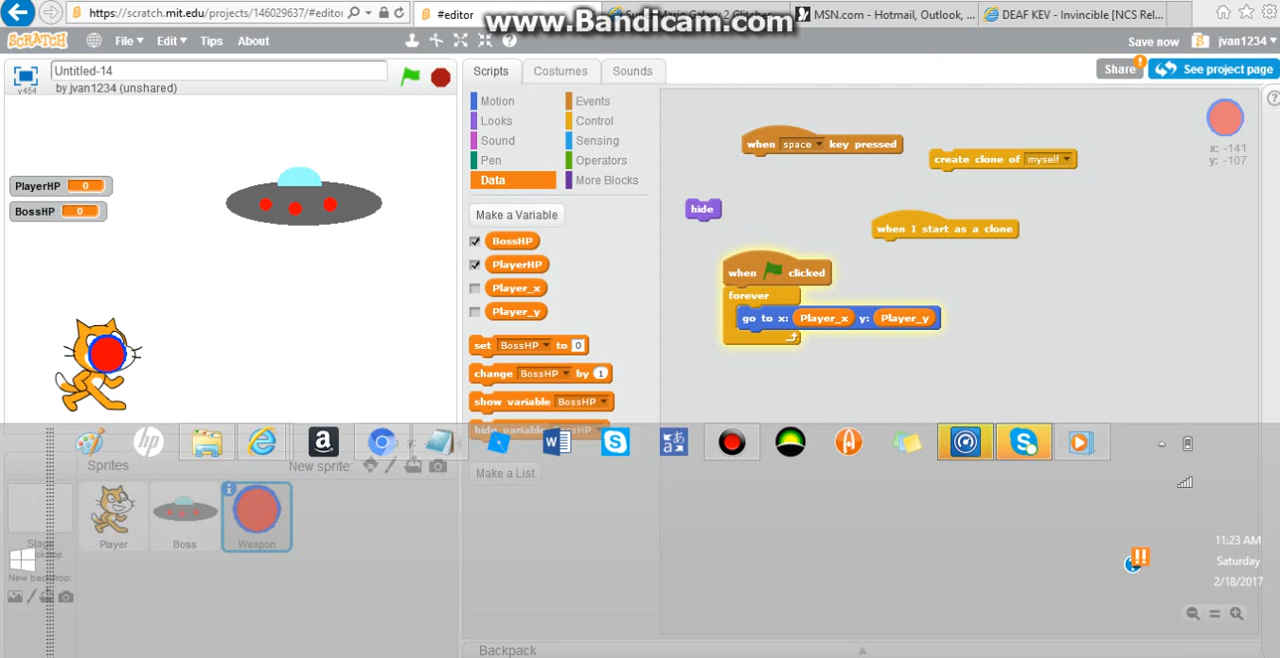 www.Bandicam.com
https://scratch.mit.edu/projects/146029637/#editor
#editor
MSN.com - Hotmail, Outlook, ...
DEAF KEV - Invincible [NCS Rel...
SCRATCH
File
Edit
Tips
About
Save now
jvan1234
Untitled-14
by jvan1234 (unshared)
v454
Scripts
Costumes
Sounds
Share
See project page
Motion
Events
Looks
Control
Sound
Sensing
Pen
Operators
Data
More Blocks
Make a Variable
BossHP
PlayerHP
Player_x
Player_y
set BossHP to 0
change BossHP by 1
show variable BossHP
hide variable BossHP
Make a List
PlayerHP 0
BossHP 0
when space key pressed
create clone of myself
hide
when I start as a clone
when clicked
forever
go to x: Player_x y: Player_y
x: -141
y: -107
Sprites
New sprite:
Player
Boss
Weapon
Stage
New backdrop:
11:23 AM
Saturday
2/18/2017
Backpack